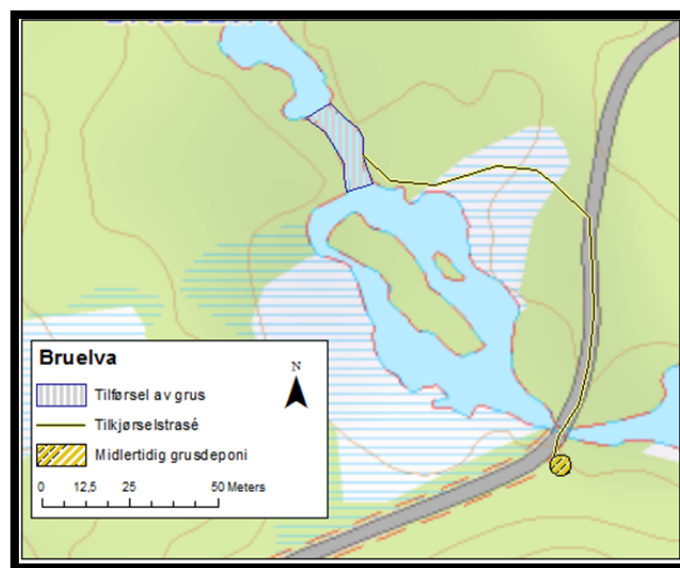 Bruelva
N
Tilførsel av grus
Tilkjørselstrasé
Midlertidig grusdeponi
0 12,5 25 50 Meters